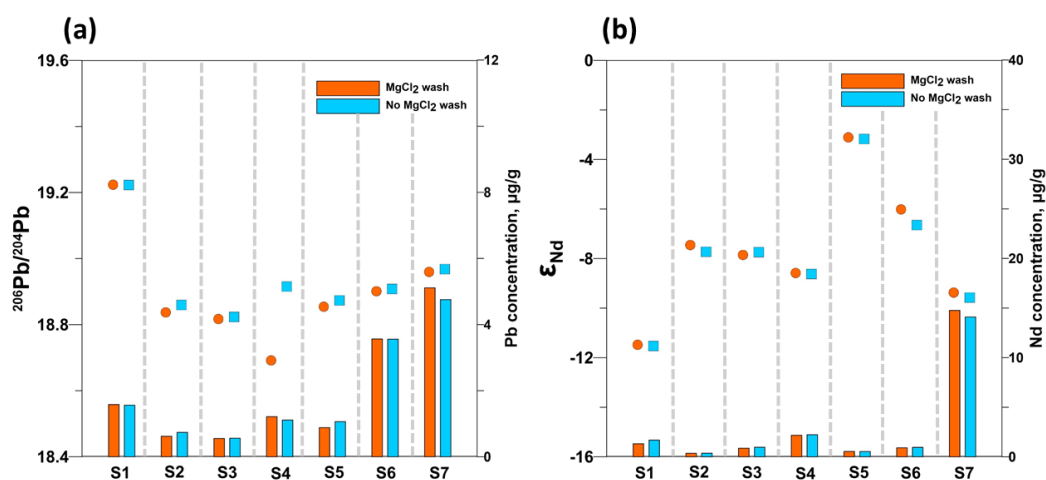 (a)
19.6
19.2
18.8
18.4
²⁰⁶Pb/²⁰⁴Pb
MgCl₂ wash
No MgCl₂ wash
12
8
4
0
Pb concentration, µg/g
S1 S2 S3 S4 S5 S6 S7
(b)
0
-4
-8
-12
-16
εNd
MgCl₂ wash
No MgCl₂ wash
40
30
20
10
0
Nd concentration, µg/g
S1 S2 S3 S4 S5 S6 S7